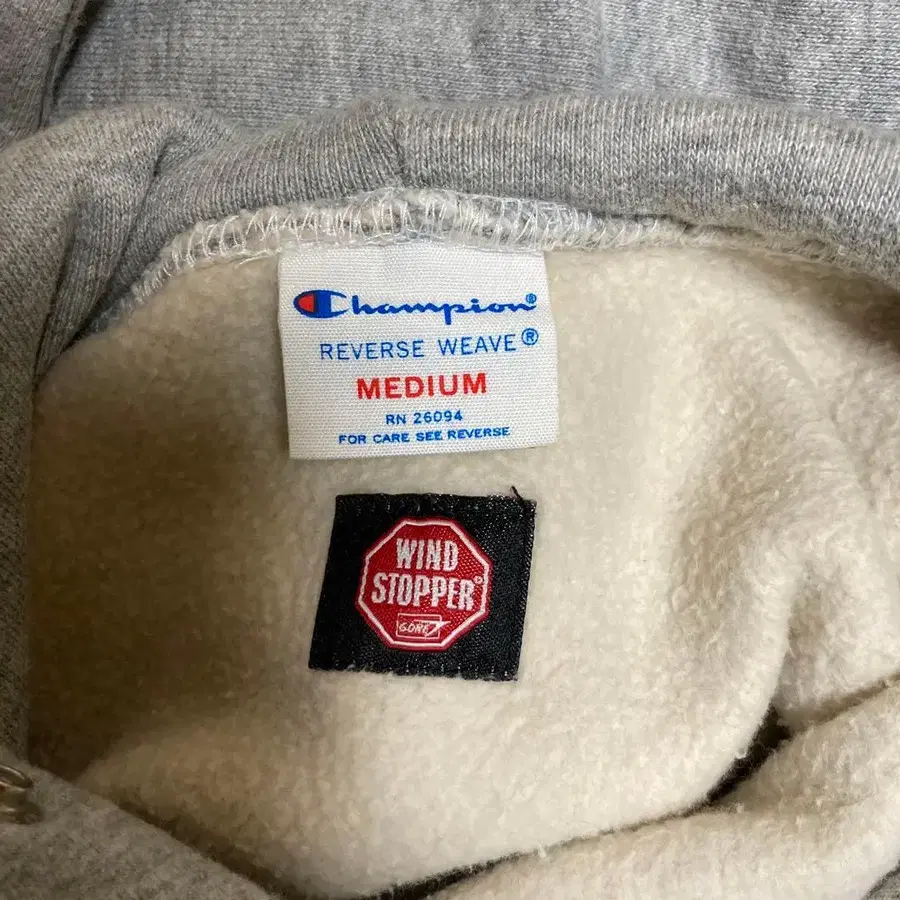 Champion®
REVERSE WEAVE®
MEDIUM
RN 26094
FOR CARE SEE REVERSE
WIND
STOPPER®
GORE